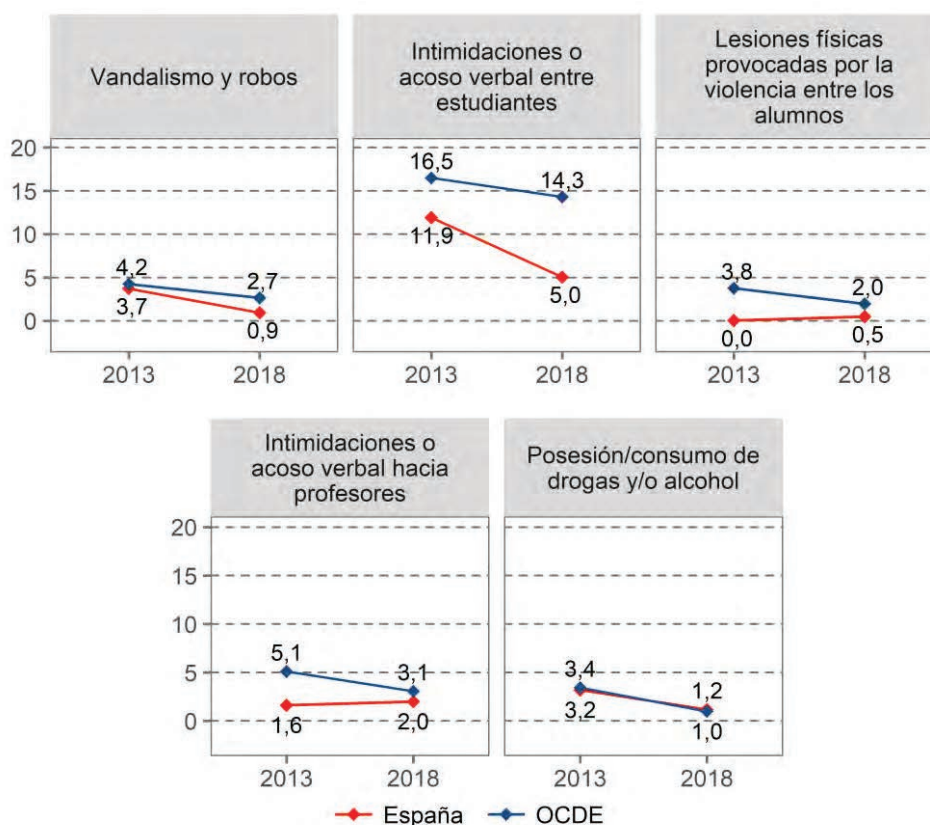 Vandalismo y robos
Intimidaciones o
acoso verbal entre
estudiantes
Lesiones físicas
provocadas por la
violencia entre los
alumnos
20
15
10
5
0
4,2
2,7
3,7
0,9
16,5
14,3
11,9
5,0
3,8
2,0
0,0
0,5
2013
2018
2013
2018
2013
2018
Intimidaciones o
acoso verbal hacia
profesores
Posesión/consumo de
drogas y/o alcohol
20
15
10
5
0
5,1
3,1
1,6
2,0
3,4
1,2
3,2
1,0
2013
2018
2013
2018
España
OCDE